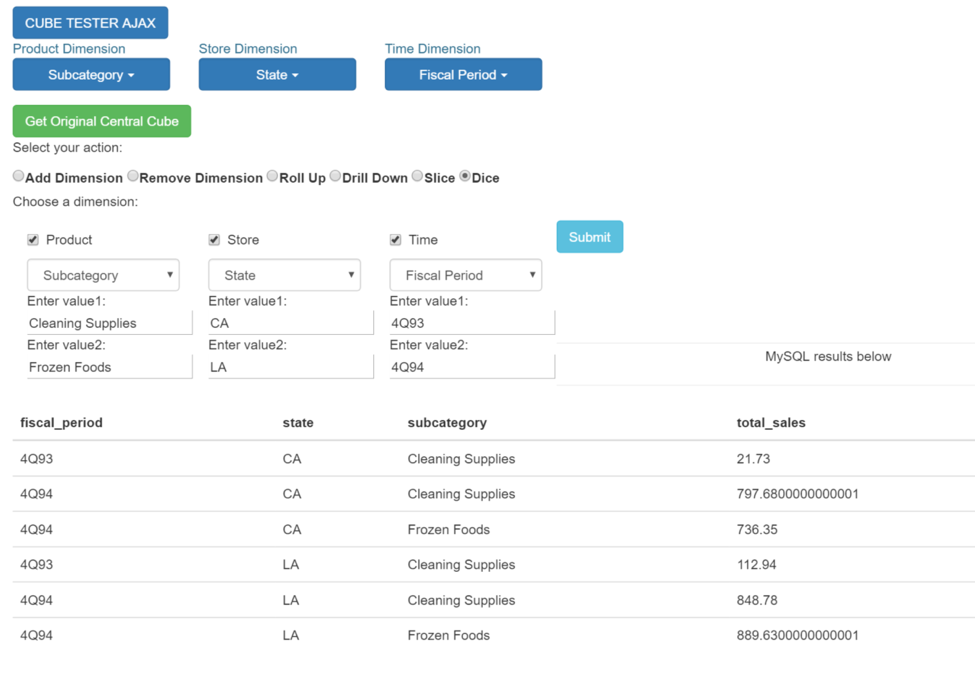 CUBE TESTER AJAX
Product Dimension Store Dimension Time Dimension
Subcategory State Fiscal Period
Get Original Central Cube
Select your action:
Add Dimension Remove Dimension Roll Up Drill Down Slice Dice
Choose a dimension:
Product Store Time Submit
Subcategory State Fiscal Period
Enter value1: Enter value1: Enter value1:
Cleaning Supplies CA 4Q93
Enter value2: Enter value2: Enter value2:
MySQL results below
Frozen Foods LA 4Q94
fiscal_period state subcategory total_sales
4Q93 CA Cleaning Supplies 21.73
4Q94 CA Cleaning Supplies 797.6800000000001
4Q94 CA Frozen Foods 736.35
4Q93 LA Cleaning Supplies 112.94
4Q94 LA Cleaning Supplies 848.78
4Q94 LA Frozen Foods 889.6300000000001